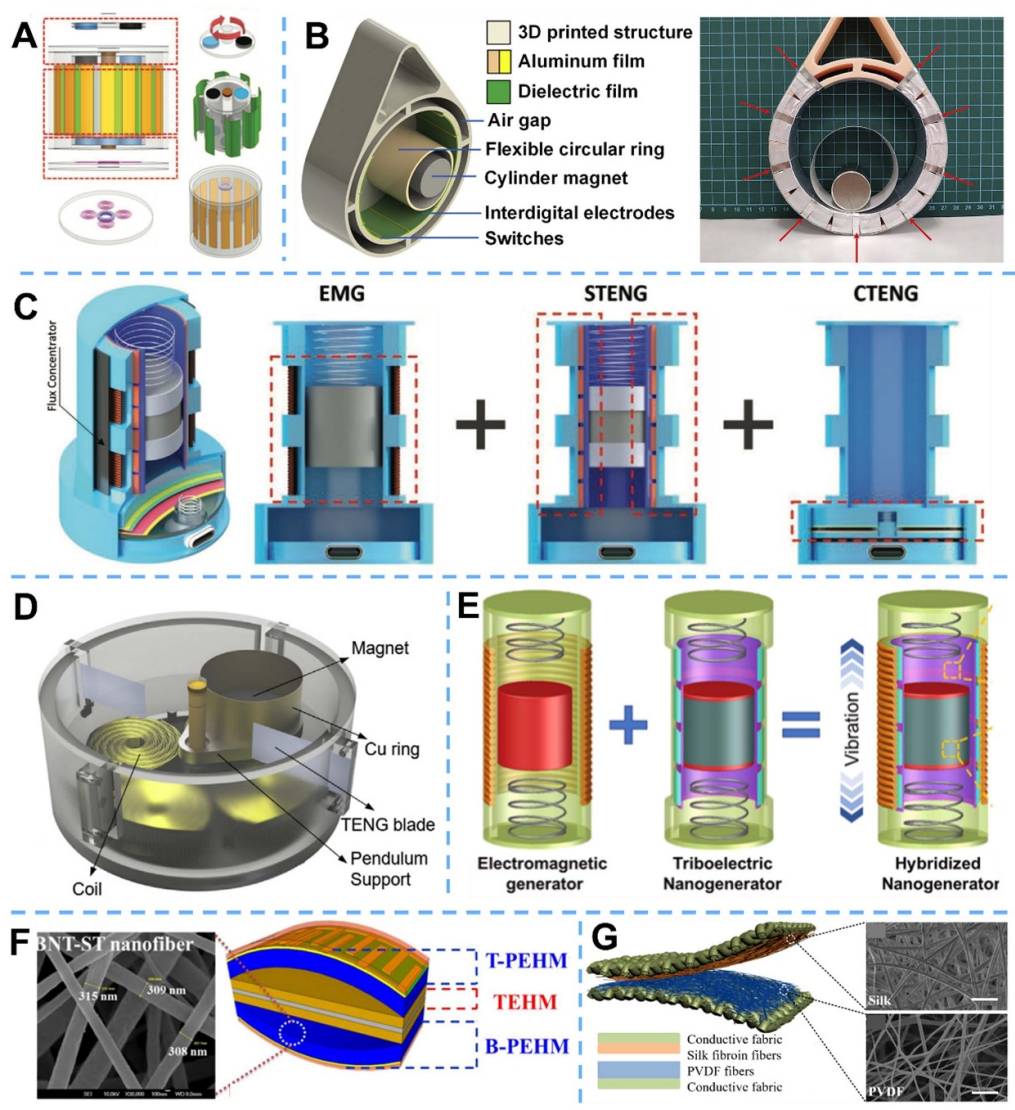 A
B
3D printed structure
Aluminum film
Dielectric film
Air gap
Flexible circular ring
Cylinder magnet
Interdigital electrodes
Switches
C
Flux Concentrator
EMG
STENG
CTENG
D
Magnet
Cu ring
TENG blade
Pendulum
Support
Coil
E
Vibration
Electromagnetic
generator
Triboelectric
Nanogenerator
Hybridized
Nanogenerator
F
BNT-ST nanofiber
315 nm
309 nm
308 nm
T-PEHM
TEHM
B-PEHM
G
Conductive fabric
Silk fibroin fibers
PVDF fibers
Conductive fabric
Silk
PVDF